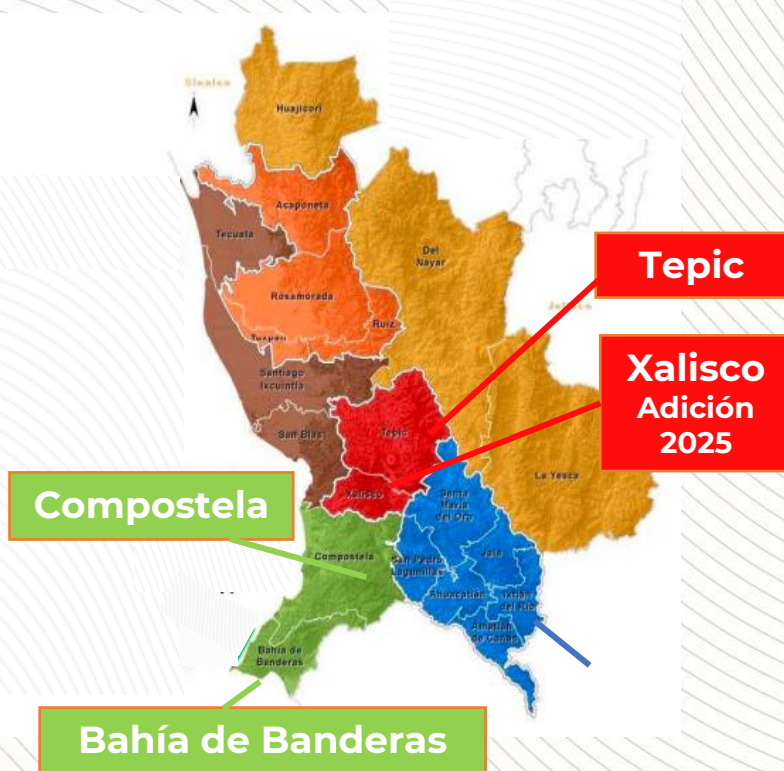 Sinaloa
Huajicori
Acaponeta
Tecuala
Del
Nayar
Tepic
Jalisco
Rosamorada
Ruiz
Tuxpan
Xalisco
Adición
2025
Santiago
Ixcuintla
San Blas
Tepic
La Yesca
Xalisco
Santa
María
del Oro
Compostela
Compostela
San Pedro
Lagunillas
Jala
Ahuacatlán
Ixtlán
del Río
Amatlán
de Cañas
Bahía de
Banderas
Bahía de Banderas